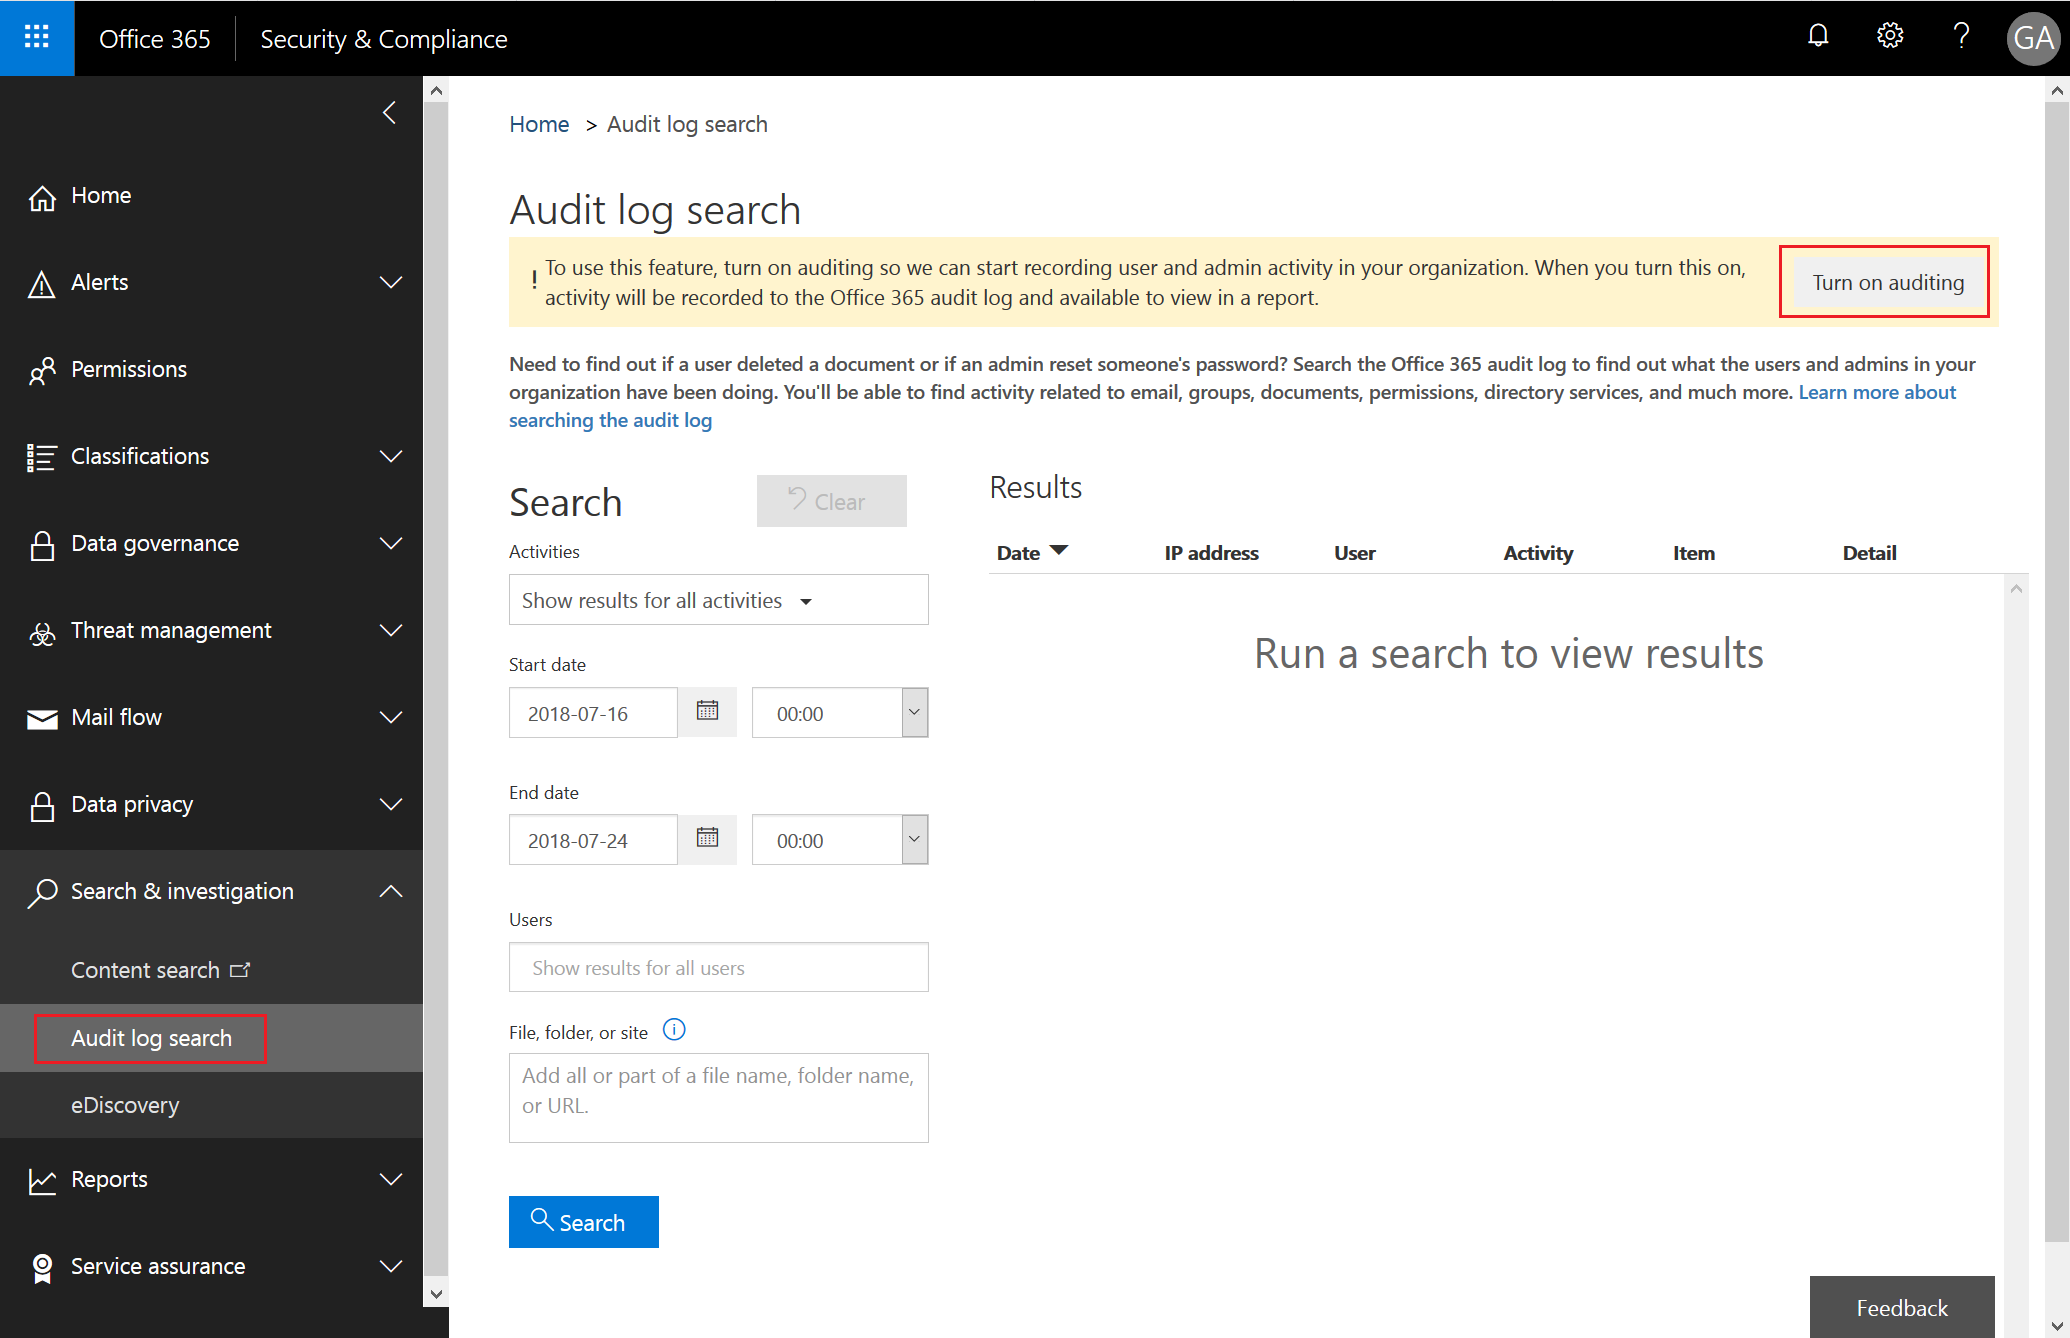 Office 365
Security & Compliance
?
GA
Home
Alerts
Permissions
Classifications
Data governance
Threat management
Mail flow
Data privacy
Search & investigation
Content search
Audit log search
eDiscovery
Reports
Service assurance
Home > Audit log search
Audit log search
! To use this feature, turn on auditing so we can start recording user and admin activity in your organization. When you turn this on,
activity will be recorded to the Office 365 audit log and available to view in a report.
Turn on auditing
Need to find out if a user deleted a document or if an admin reset someone's password? Search the Office 365 audit log to find out what the users and admins in your
organization have been doing. You'll be able to find activity related to email, groups, documents, permissions, directory services, and much more. Learn more about
searching the audit log
Search
Clear
Activities
Show results for all activities
Start date
2018-07-16
00:00
End date
2018-07-24
00:00
Users
Show results for all users
File, folder, or site
Add all or part of a file name, folder name,
or URL.
Search
Results
Date IP address User Activity Item Detail
Run a search to view results
Feedback